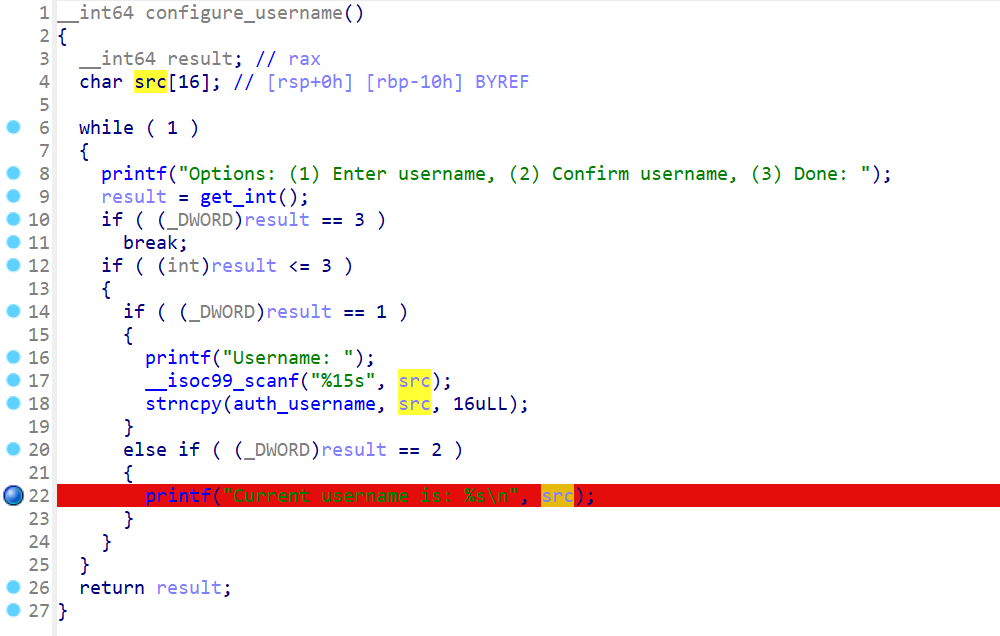 1 __int64 configure_username()
2 {
3   __int64 result; // rax
4   char src[16]; // [rsp+0h] [rbp-10h] BYREF
5
6   while ( 1 )
7   {
8     printf("Options: (1) Enter username, (2) Confirm username, (3) Done: ");
9     result = get_int();
10     if ( (_DWORD)result == 3 )
11       break;
12     if ( (int)result <= 3 )
13     {
14       if ( (_DWORD)result == 1 )
15       {
16         printf("Username: ");
17         __isoc99_scanf("%15s", src);
18         strncpy(auth_username, src, 16uLL);
19       }
20       else if ( (_DWORD)result == 2 )
21       {
22         printf("Current username is: %s\n", src);
23       }
24     }
25   }
26   return result;
27 }